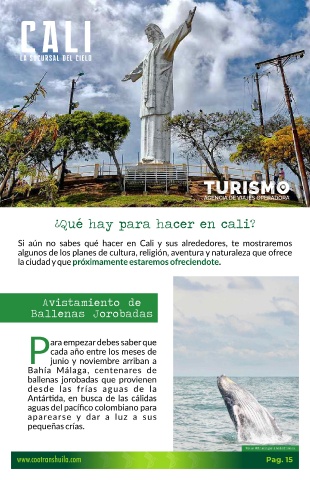 CALI
LA SUCURSAL DEL CIELO
TURISMO
AGENCIA DE VIAJES OPERADORA
¿Qué hay para hacer en cali?
Si aún no sabes qué hacer en Cali y sus alrededores, te mostraremos
algunos de los planes de cultura, religión, aventura y naturaleza que ofrece
la ciudad y que próximamente estaremos ofreciendote.
Avistamiento de
Ballenas Jorobadas
Para empezar debes saber que
cada año entre los meses de
junio y noviembre arriban a
Bahía Málaga, centenares de
ballenas jorobadas que provienen
desde las frías aguas de la
Antártida, en busca de las cálidas
aguas del pacífico colombiano para
aparearse y dar a luz a sus
pequeñas crías.
www.cootranshuila.com
Pag. 15